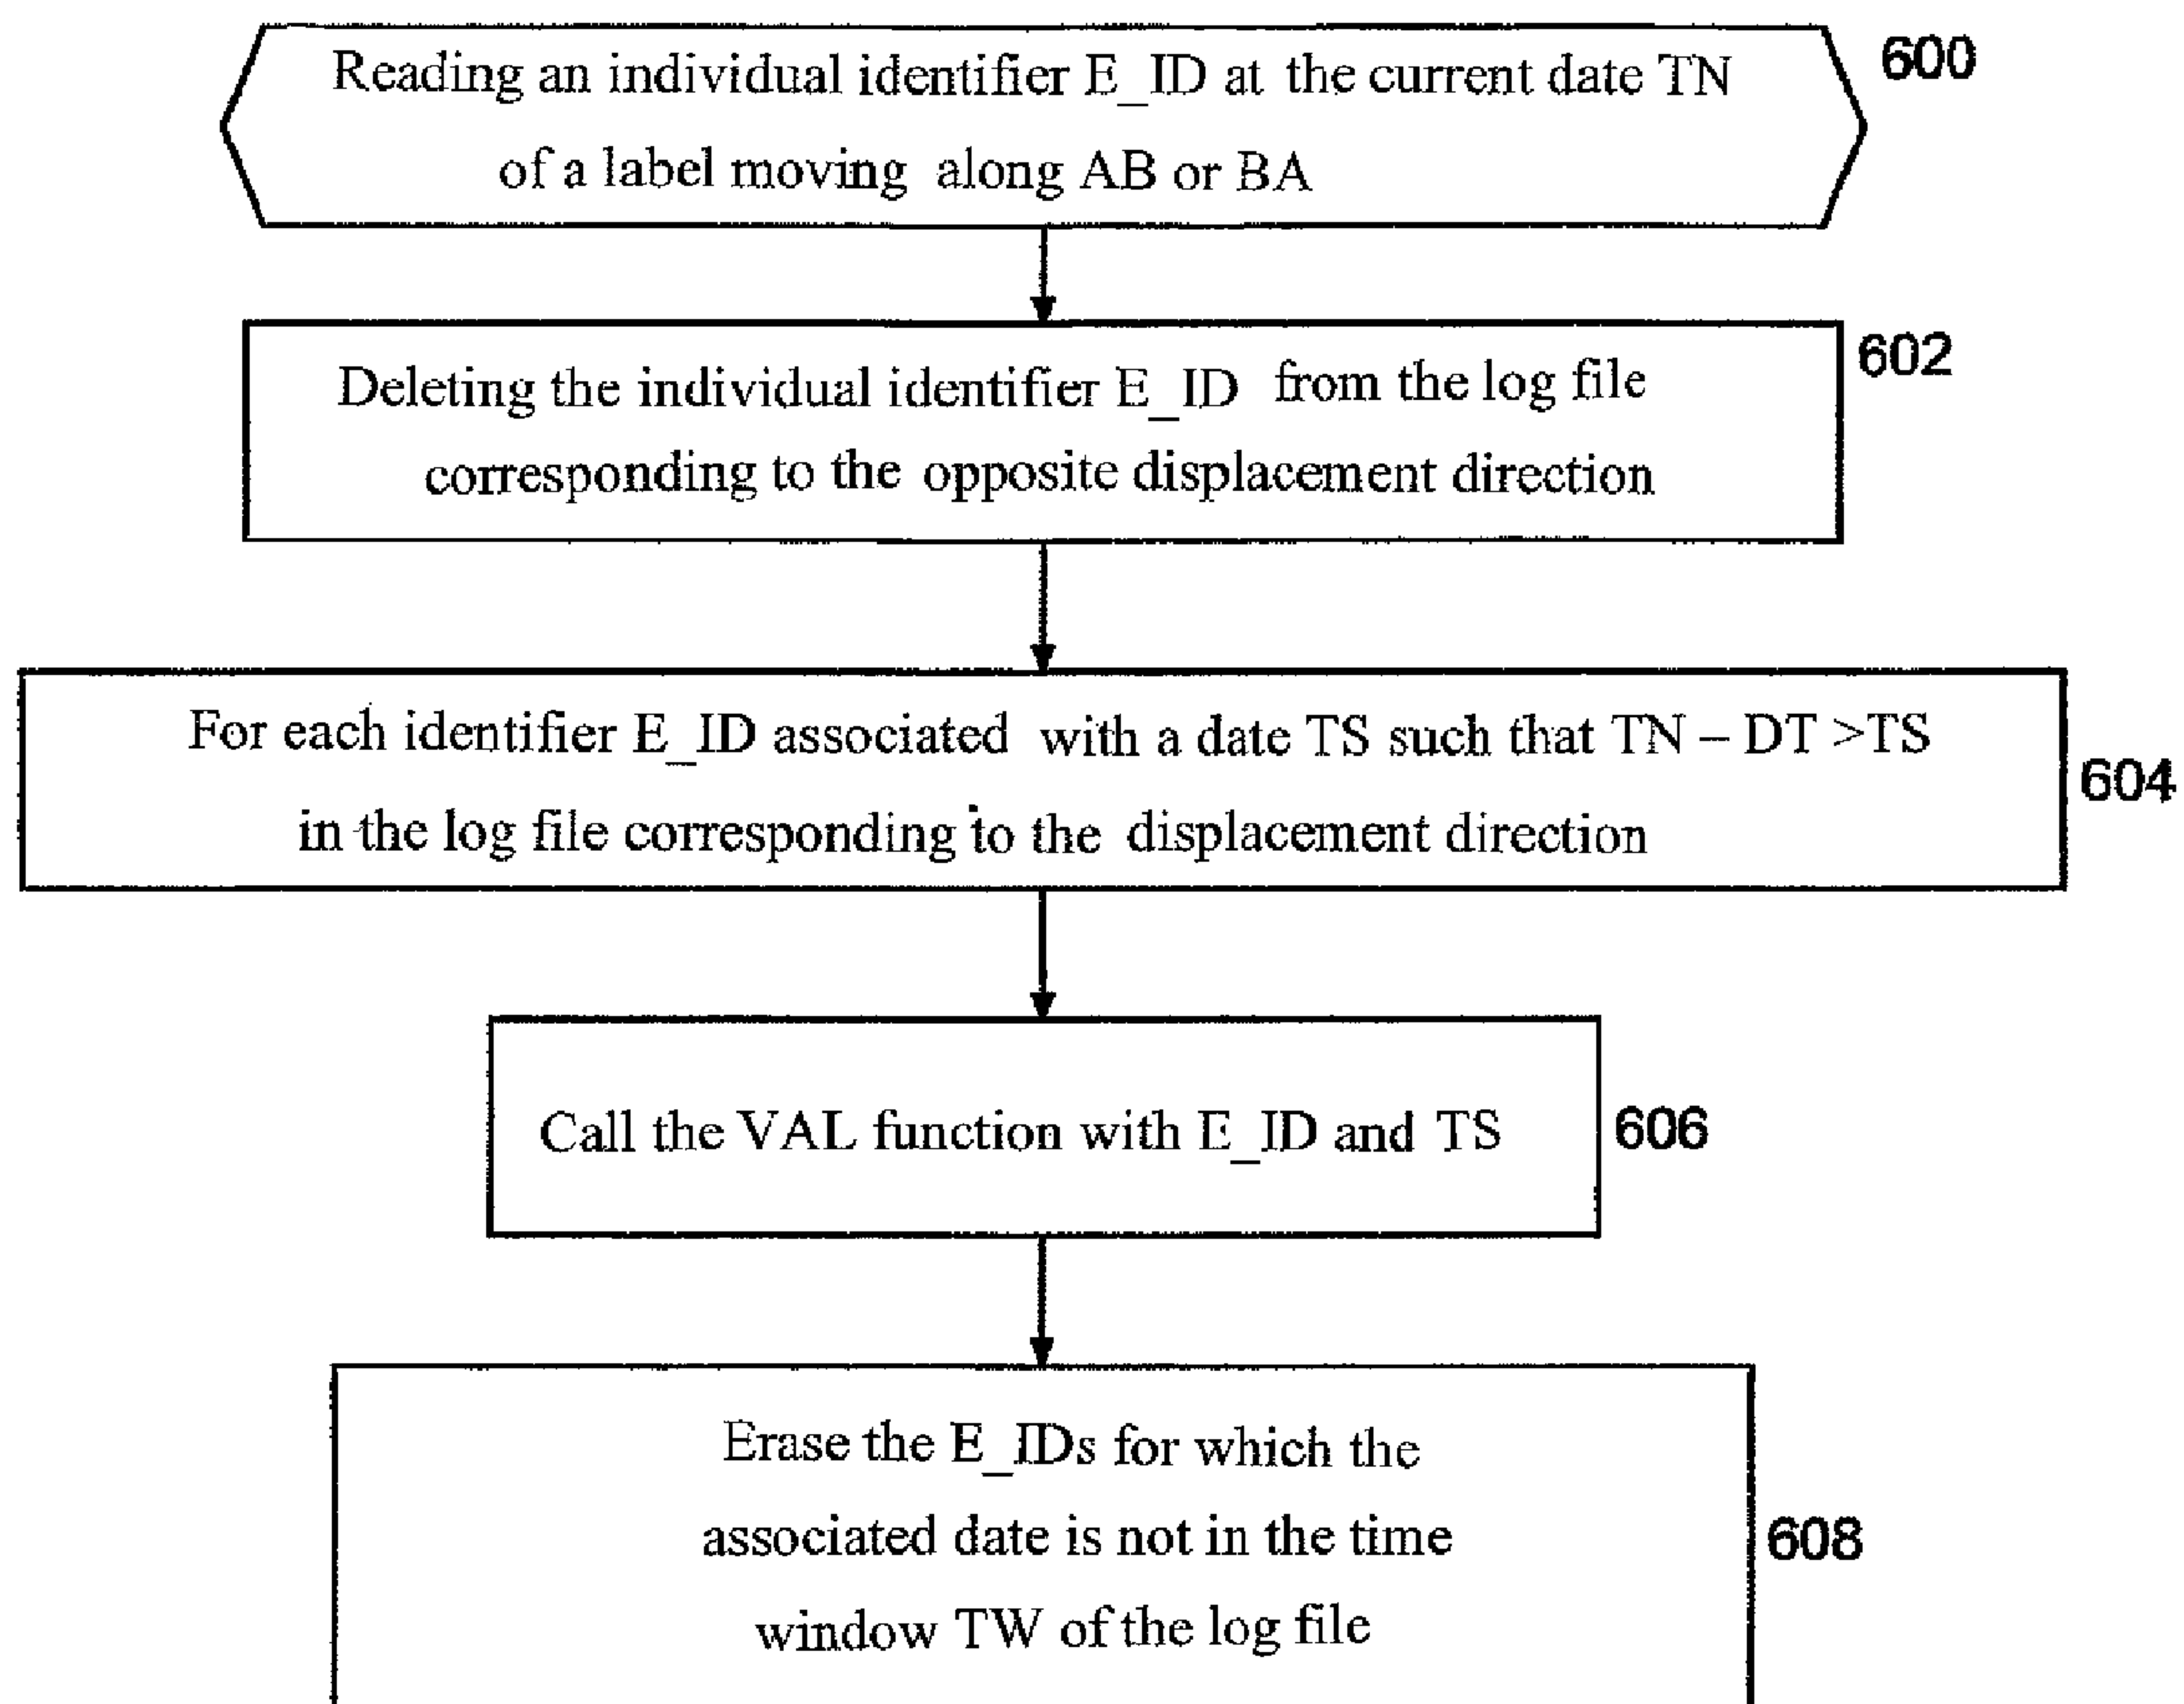 Reading an individual identifier E_ID at the current date TN
of a label moving along AB or BA
600
Deleting the individual identifier E_ID from the log file
corresponding to the opposite displacement direction
602
For each identifier E_ID associated with a date TS such that TN – DT >TS
in the log file corresponding to the displacement direction
604
Call the VAL function with E_ID and TS
606
Erase the E_IDs for which the
associated date is not in the time
window TW of the log file
608